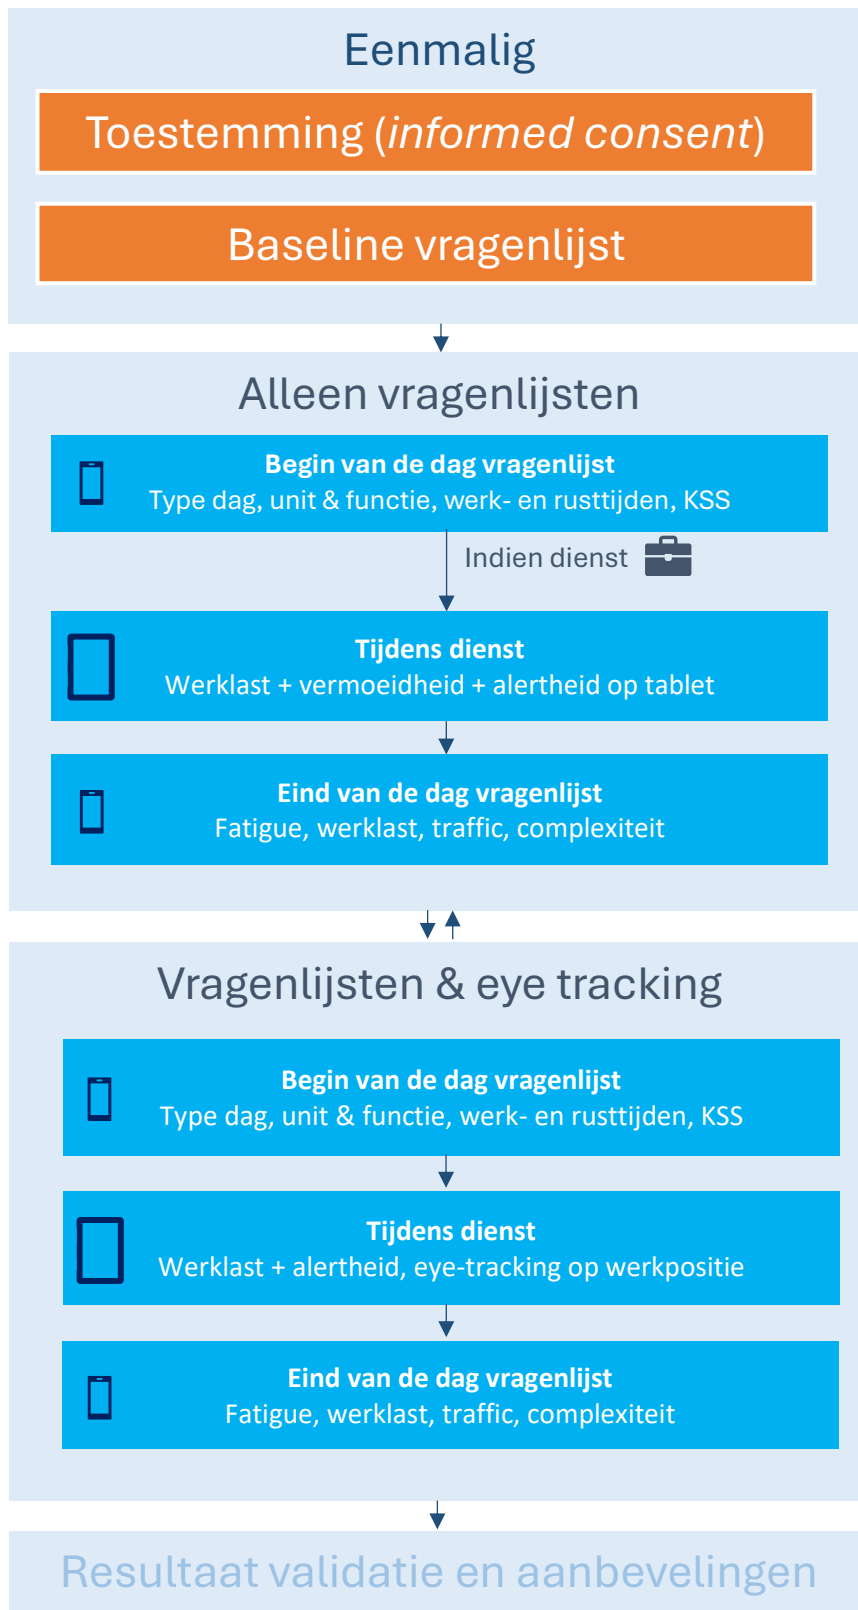 Eenmalig
Toestemming (informed consent)
Baseline vragenlijst
Alleen vragenlijsten
Begin van de dag vragenlijst
Type dag, unit & functie, werk- en rusttijden, KSS
Indien dienst
Tijdens dienst
Werklast + vermoeidheid + alertheid op tablet
Eind van de dag vragenlijst
Fatigue, werklast, traffic, complexiteit
Vragenlijsten & eye tracking
Begin van de dag vragenlijst
Type dag, unit & functie, werk- en rusttijden, KSS
Tijdens dienst
Werklast + alertheid, eye-tracking op werkpositie
Eind van de dag vragenlijst
Fatigue, werklast, traffic, complexiteit
Resultaat validatie en aanbevelingen